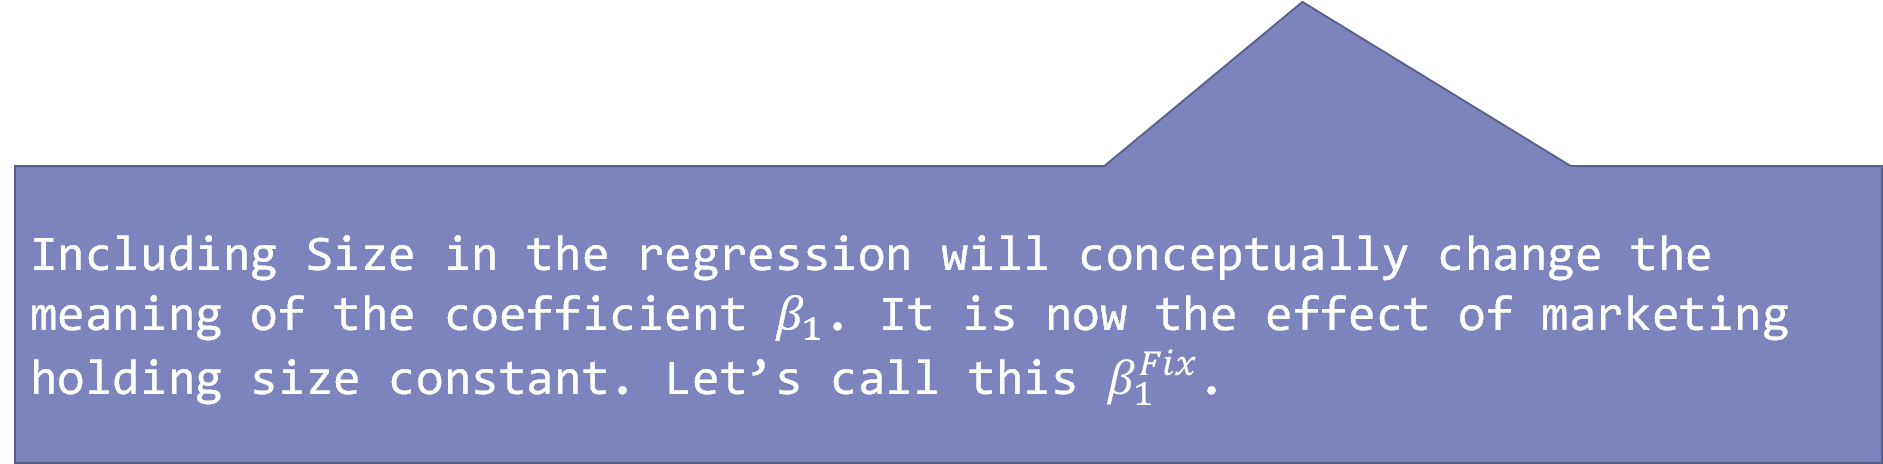 Including Size in the regression will conceptually change the
meaning of the coefficient β₁. It is now the effect of marketing
holding size constant. Let’s call this β₁^Fix.